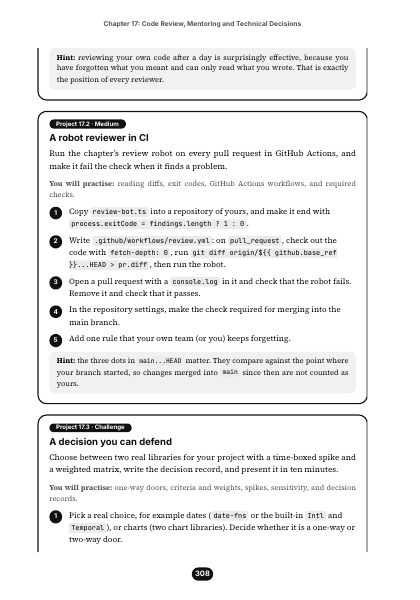 Chapter 17: Code Review, Mentoring and Technical Decisions
Hint: reviewing your own code after a day is surprisingly effective, because you
have forgotten what you meant and can only read what you wrote. That is exactly
the position of every reviewer.
Project 17.2 · Medium
A robot reviewer in CI
Run the chapter's review robot on every pull request in GitHub Actions, and
make it fail the check when it finds a problem.
You will practise: reading diffs, exit codes, GitHub Actions workflows, and required
checks.
1 Copy review-bot.ts into a repository of yours, and make it end with
process.exitCode = findings.length ? 1 : 0.
2 Write .github/workflows/review.yml: on pull_request, check out the
code with fetch-depth: 0, run git diff origin/${{ github.base_ref
}}...HEAD > pr.diff, then run the robot.
3 Open a pull request with a console.log in it and check that the robot fails.
Remove it and check that it passes.
4 In the repository settings, make the check required for merging into the
main branch.
5 Add one rule that your own team (or you) keeps forgetting.
Hint: the three dots in main...HEAD matter. They compare against the point where
your branch started, so changes merged into main since then are not counted as
yours.
Project 17.3 · Challenge
A decision you can defend
Choose between two real libraries for your project with a time-boxed spike and
a weighted matrix, write the decision record, and present it in ten minutes.
You will practise: one-way doors, criteria and weights, spikes, sensitivity, and decision
records.
1 Pick a real choice, for example dates (date-fns or the built-in Intl and
Temporal), or charts (two chart libraries). Decide whether it is a one-way or
two-way door.
308